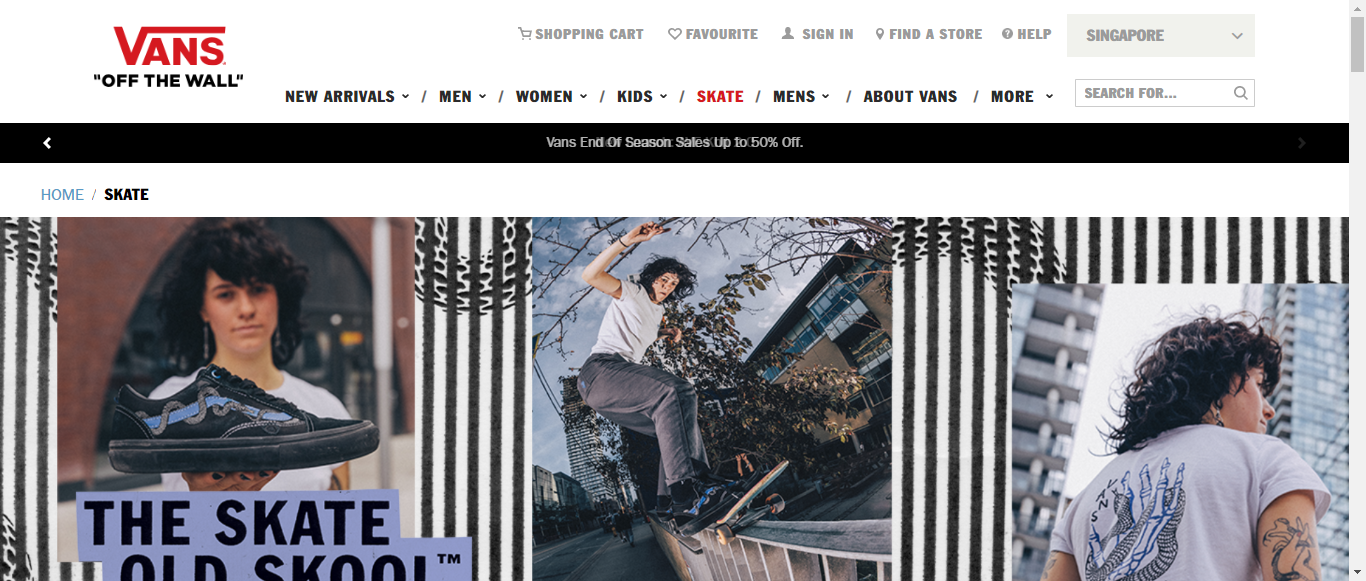 VANS
"OFF THE WALL"
SHOPPING CART
FAVOURITE
SIGN IN
FIND A STORE
HELP
SINGAPORE
NEW ARRIVALS / MEN / WOMEN / KIDS / SKATE / MENS / ABOUT VANS / MORE
SEARCH FOR...
Vans End Of Season Sales Up to 50% Off.
HOME / SKATE
THE SKATE
OLD SKOOL™
VANS